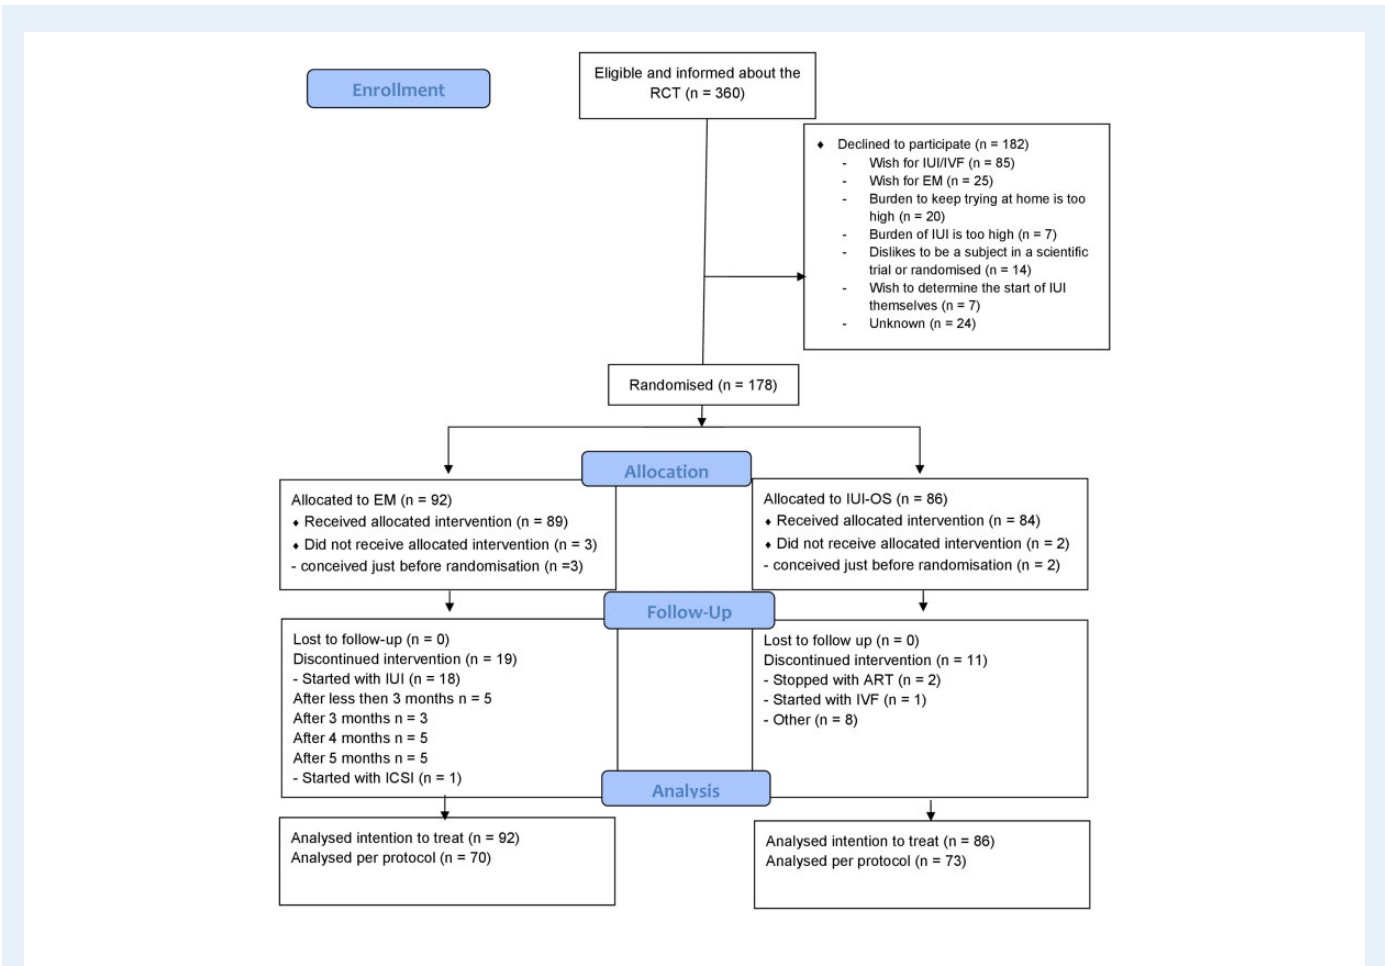 Enrollment
Eligible and informed about the
RCT (n = 360)
♦ Declined to participate (n = 182)
- Wish for IUI/IVF (n = 85)
- Wish for EM (n = 25)
- Burden to keep trying at home is too
high (n = 20)
- Burden of IUI is too high (n = 7)
- Dislikes to be a subject in a scientific
trial or randomised (n = 14)
- Wish to determine the start of IUI
themselves (n = 7)
- Unknown (n = 24)
Randomised (n = 178)
Allocation
Allocated to EM (n = 92)
♦ Received allocated intervention (n = 89)
♦ Did not receive allocated intervention (n = 3)
- conceived just before randomisation (n =3)
Allocated to IUI-OS (n = 86)
♦ Received allocated intervention (n = 84)
♦ Did not receive allocated intervention (n = 2)
- conceived just before randomisation (n = 2)
Follow-Up
Lost to follow-up (n = 0)
Discontinued intervention (n = 19)
- Started with IUI (n = 18)
After less then 3 months n = 5
After 3 months n = 3
After 4 months n = 5
After 5 months n = 5
- Started with ICSI (n = 1)
Lost to follow up (n = 0)
Discontinued intervention (n = 11)
- Stopped with ART (n = 2)
- Started with IVF (n = 1)
- Other (n = 8)
Analysis
Analysed intention to treat (n = 92)
Analysed per protocol (n = 70)
Analysed intention to treat (n = 86)
Analysed per protocol (n = 73)